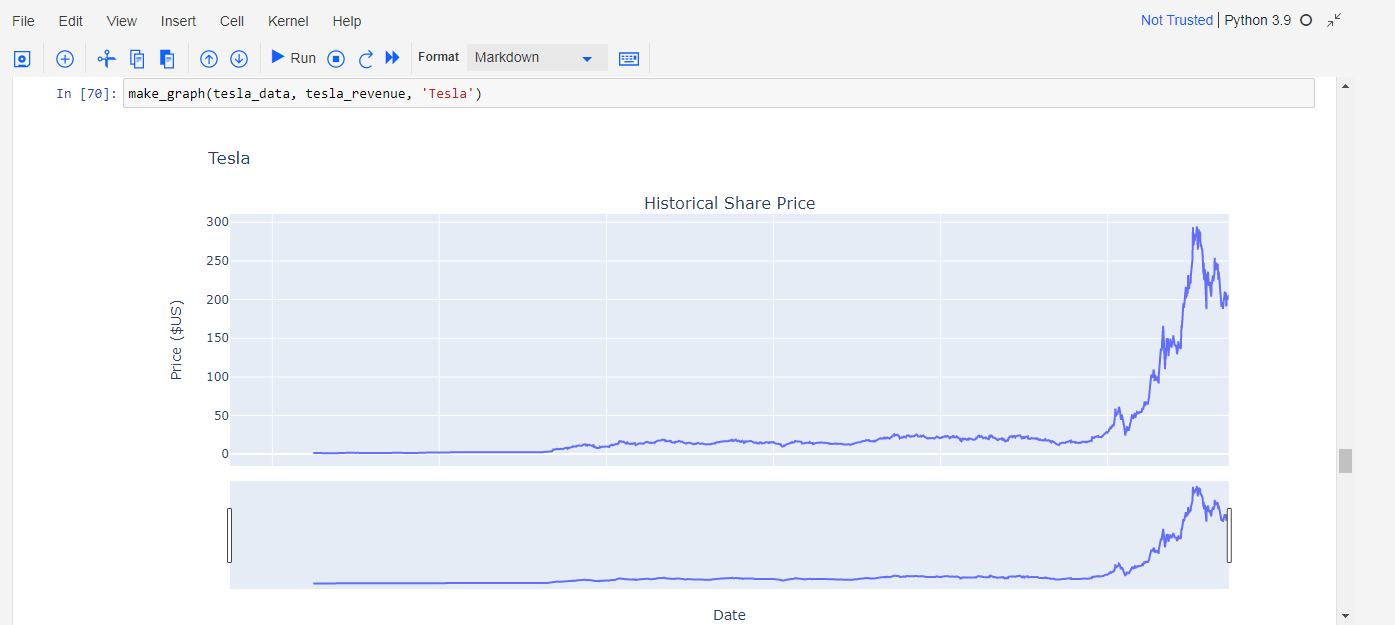 File Edit View Insert Cell Kernel Help Not Trusted | Python 3.9
Run Format Markdown
In [70]: make_graph(tesla_data, tesla_revenue, 'Tesla')
Tesla
Historical Share Price
300
250
200
150
100
50
0
Price ($US)
Date